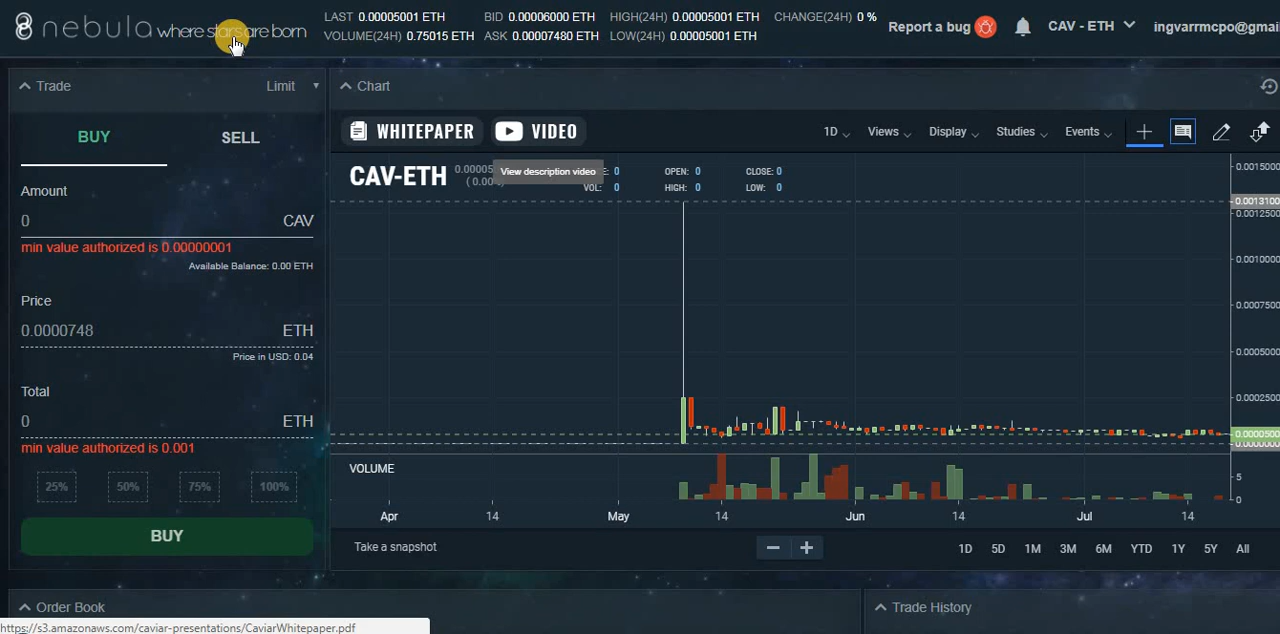 nebula where stars are born
LAST 0.00005001 ETH BID 0.00006000 ETH HIGH(24H) 0.00005001 ETH CHANGE(24H) 0 %
VOLUME(24H) 0.75015 ETH ASK 0.00007480 ETH LOW(24H) 0.00005001 ETH
Report a bug
CAV - ETH
ingvarrmcpo@gmai
Trade
Limit
BUY
SELL
Amount
0 CAV
min value authorized is 0.00000001
Available Balance: 0.00 ETH
Price
0.0000748 ETH
Price in USD: 0.04
Total
0 ETH
min value authorized is 0.001
25% 50% 75% 100%
BUY
Chart
WHITEPAPER VIDEO
1D Views Display Studies Events
View description video
CAV-ETH
0 OPEN: 0 CLOSE: 0
VOL: 0 HIGH: 0 LOW: 0
0.0015000
0.0013100
0.0012500
0.0010000
0.0007500
0.0005000
0.0002500
0.0000500
VOLUME
5
0
Apr 14 May 14 Jun 14 Jul 14
Take a snapshot
1D 5D 1M 3M 6M YTD 1Y 5Y All
Order Book
Trade History
https://s3.amazonaws.com/caviar-presentations/CaviarWhitepaper.pdf